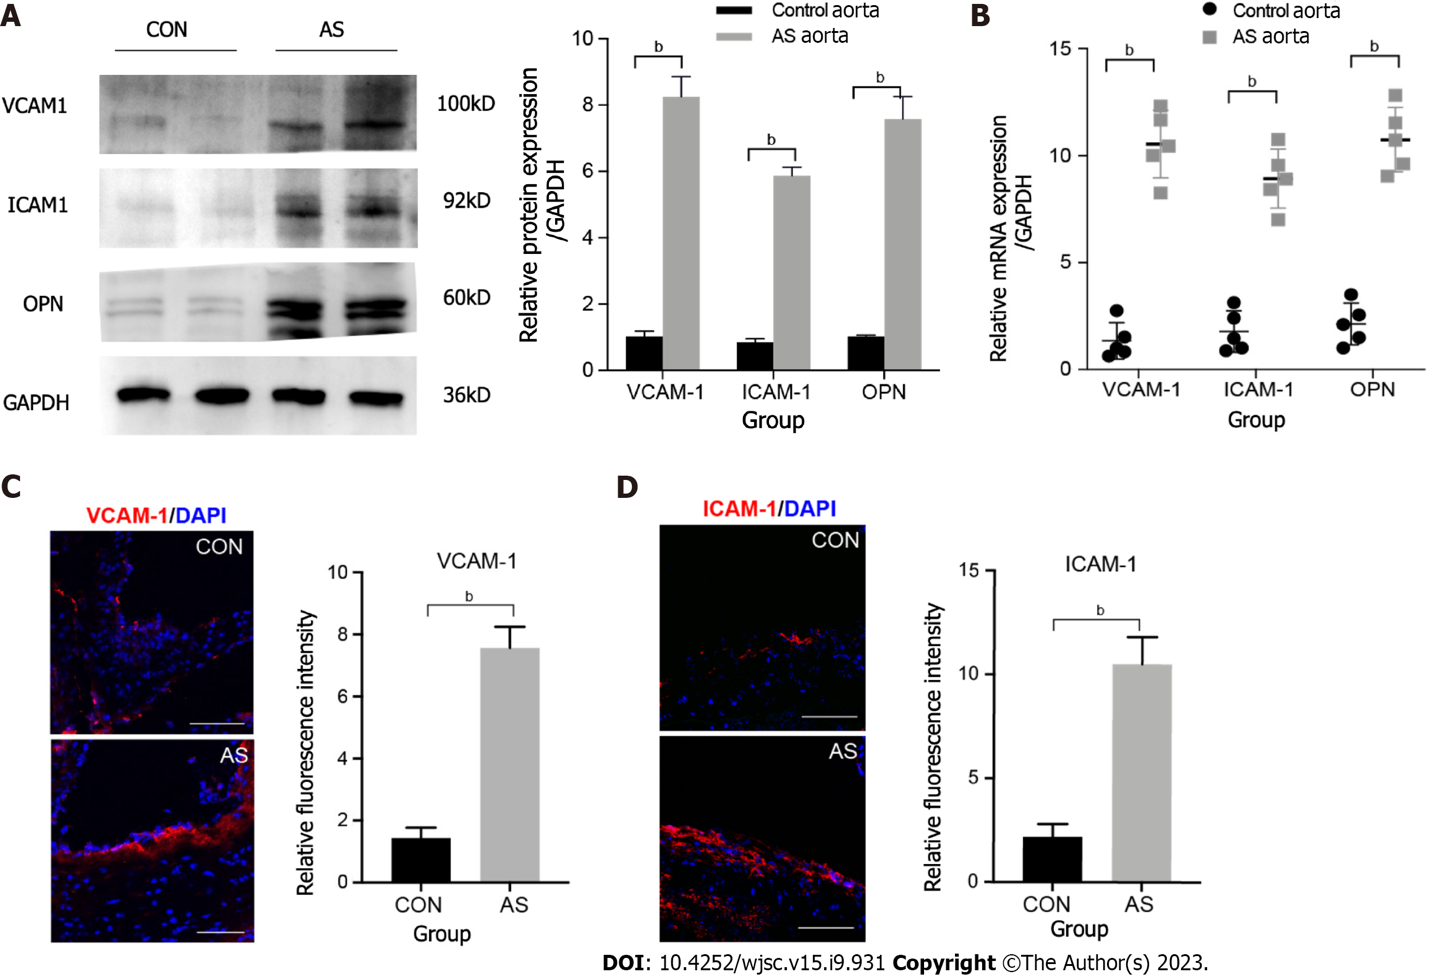 A
CON AS
VCAM1 100kD
ICAM1 92kD
OPN 60kD
GAPDH 36kD
Control aorta
AS aorta
Relative protein expression
/GAPDH
10
8
6
4
2
0
b
b
b
VCAM-1 ICAM-1 OPN
Group
B
Control aorta
AS aorta
Relative mRNA expression
/GAPDH
15
10
5
0
b
b
b
VCAM-1 ICAM-1 OPN
Group
C
VCAM-1/DAPI
CON
AS
VCAM-1
Relative fluorescence intensity
10
8
6
4
2
0
b
CON AS
Group
D
ICAM-1/DAPI
CON
AS
ICAM-1
Relative fluorescence intensity
15
10
5
0
b
CON AS
Group
DOI: 10.4252/wjsc.v15.i9.931 Copyright ©The Author(s) 2023.